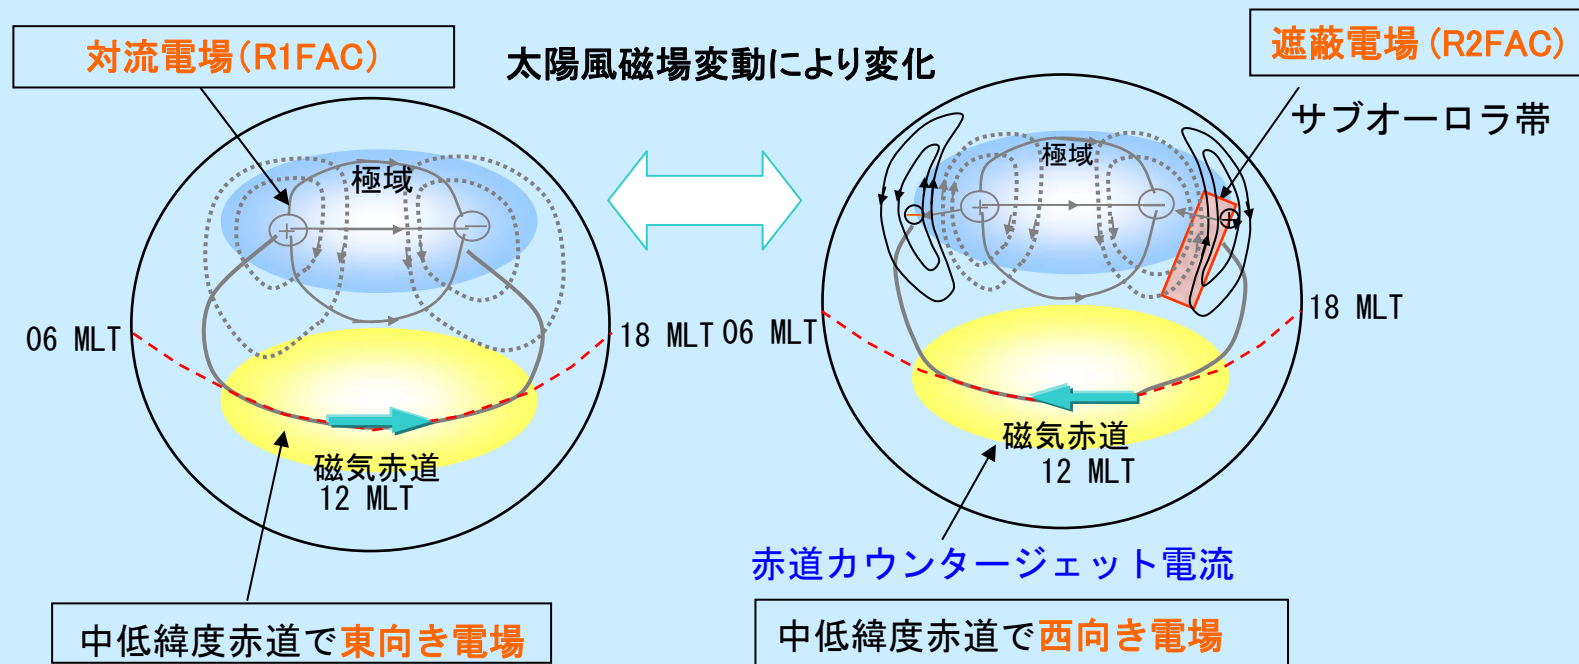 対流電場(R1FAC)
太陽風磁場変動により変化
遮蔽電場 (R2FAC)
サブオーロラ帯
極域
極域
+
−
−
+
−
+
06 MLT
18 MLT
06 MLT
18 MLT
磁気赤道
12 MLT
磁気赤道
12 MLT
赤道カウンタージェット電流
中低緯度赤道で東向き電場
中低緯度赤道で西向き電場